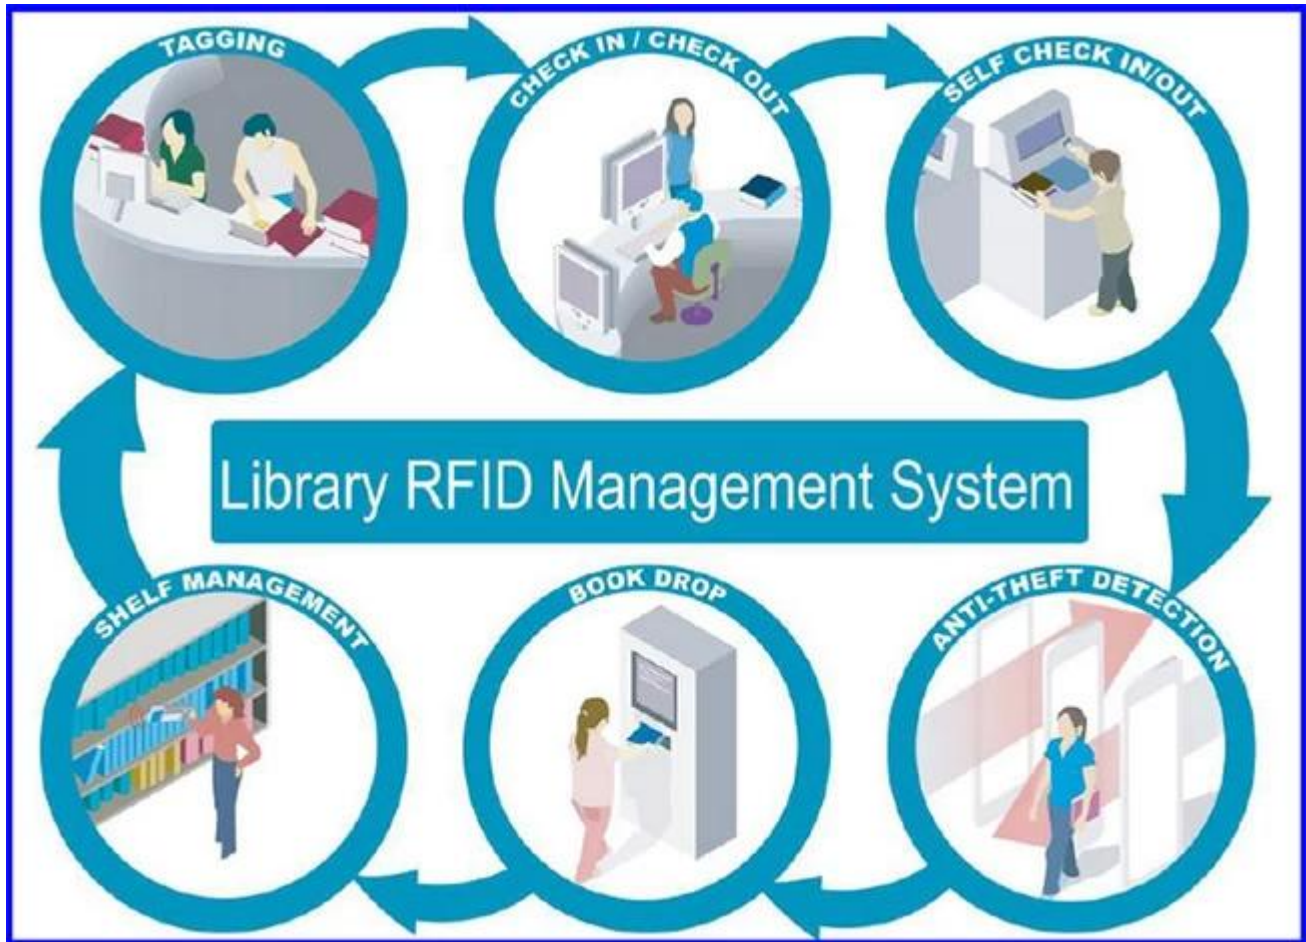 TAGGING
CHECK IN / CHECK OUT
SELF CHECK IN/OUT
Library RFID Management System
SHELF MANAGEMENT
BOOK DROP
ANTI-THEFT DETECTION